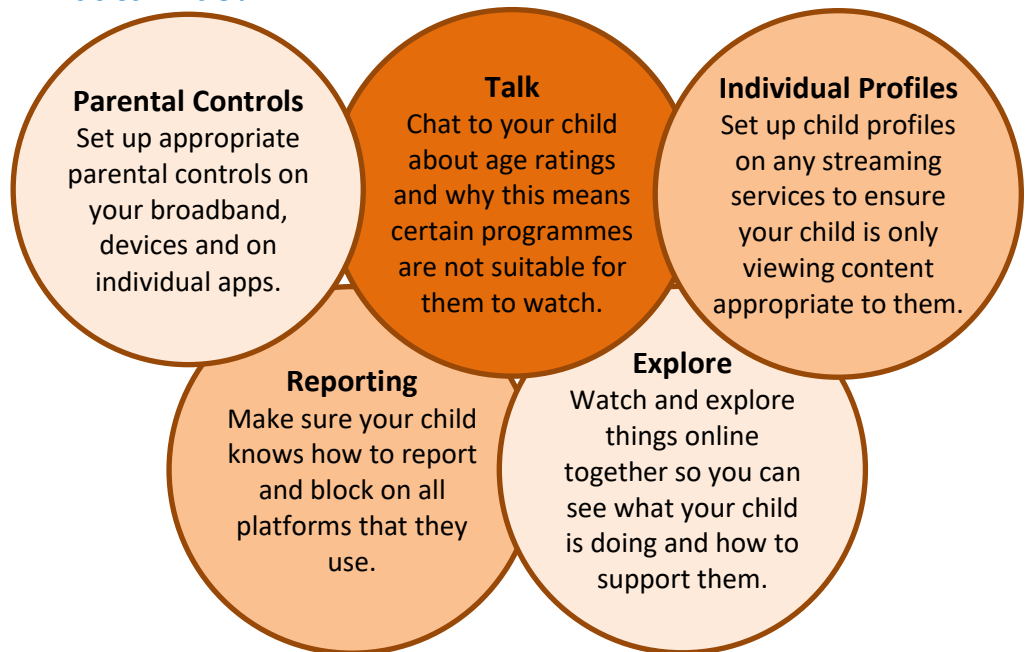 Parental Controls
Set up appropriate
parental controls on
your broadband,
devices and on
individual apps.
Talk
Chat to your child
about age ratings
and why this means
certain programmes
are not suitable for
them to watch.
Individual Profiles
Set up child profiles
on any streaming
services to ensure
your child is only
viewing content
appropriate to them.
Reporting
Make sure your child
knows how to report
and block on all
platforms that they
use.
Explore
Watch and explore
things online
together so you can
see what your child
is doing and how to
support them.